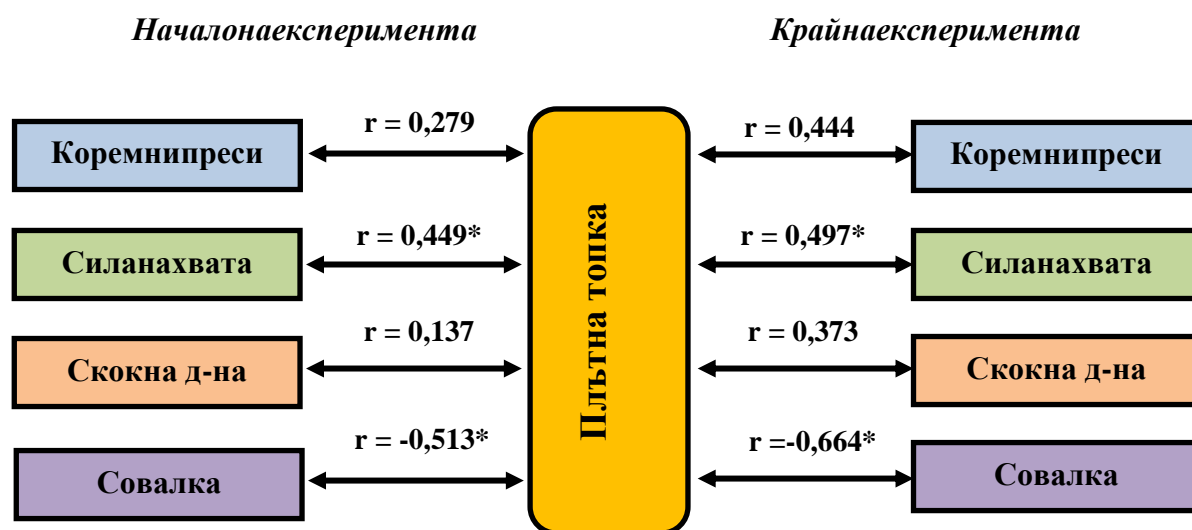 Началонаексперимента
Крайнаексперимента
Коремнипреси
r = 0,279
r = 0,444
Коремнипреси
Силанахвата
r = 0,449*
r = 0,497*
Силанахвата
Скокна д-на
r = 0,137
r = 0,373
Скокна д-на
Совалка
r = -0,513*
r =-0,664*
Совалка
Плътна топка